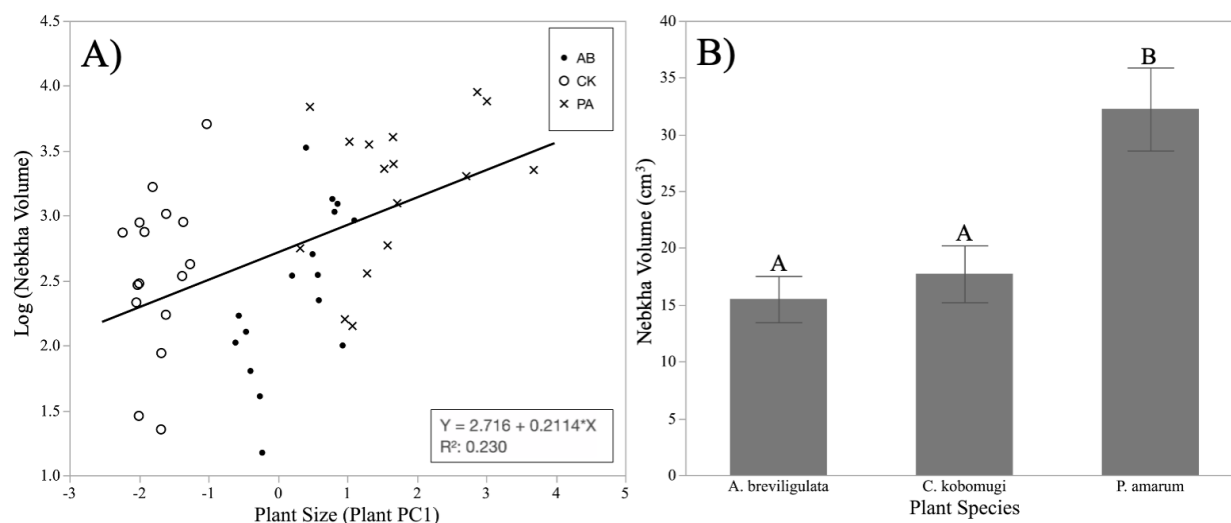 A)
4.5
4.0
3.5
3.0
2.5
2.0
1.5
1.0
Log (Nebkha Volume)
AB
CK
PA
Y = 2.716 + 0.2114*X
R²: 0.230
-3 -2 -1 0 1 2 3 4 5
Plant Size (Plant PC1)
B)
40
35
30
25
20
15
10
5
0
Nebkha Volume (cm³)
A
A
B
A. breviligulata C. kobomugi P. amarum
Plant Species